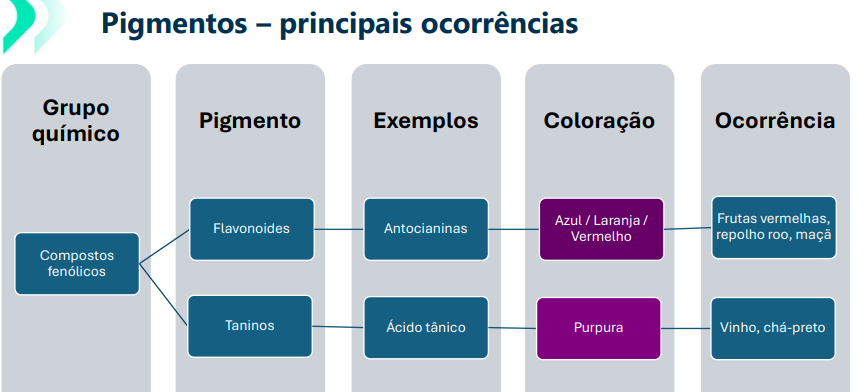 Pigmentos – principais ocorrências
Grupo
químico
Pigmento
Exemplos
Coloração
Ocorrência
Compostos
fenólicos
Flavonoides
Antocianinas
Azul / Laranja /
Vermelho
Frutas vermelhas,
repolho roo, maçã
Taninos
Ácido tânico
Purpura
Vinho, chá-preto